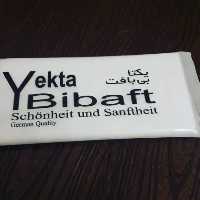 Yekta
یکتا
بی بافت
Bibaft
Schönheit und Sanftheit
German Quality